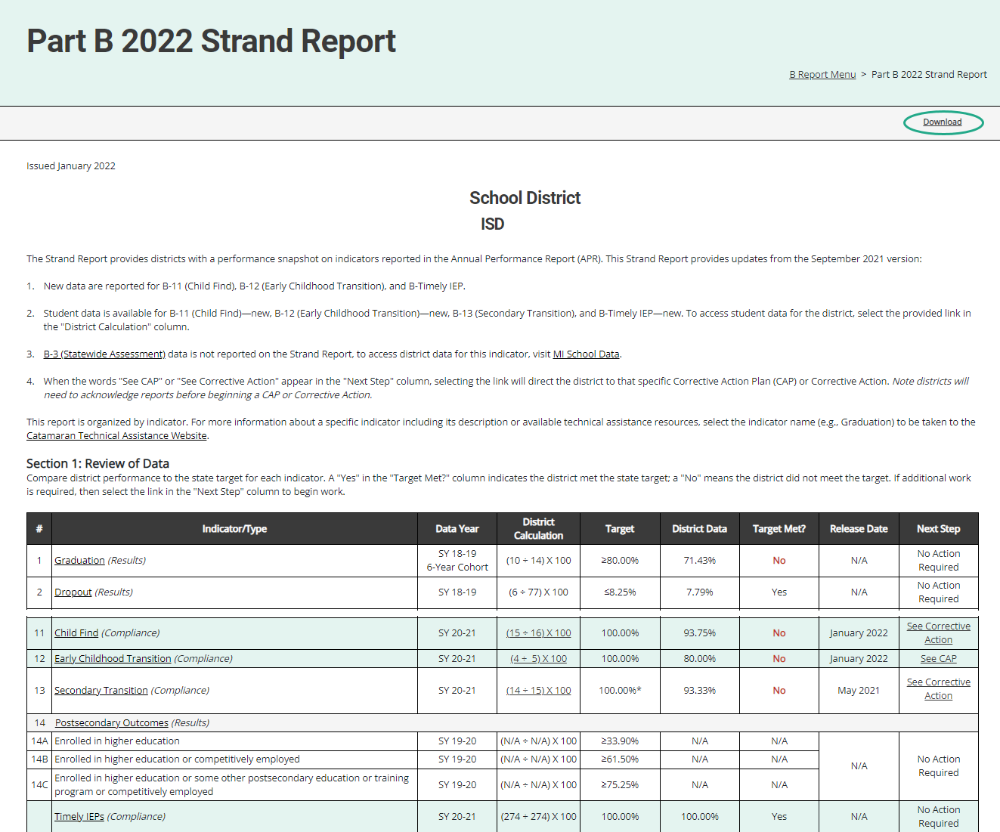 Part B 2022 Strand Report
B Report Menu > Part B 2022 Strand Report
Download
Issued January 2022
School District
ISD
The Strand Report provides districts with a performance snapshot on indicators reported in the Annual Performance Report (APR). This Strand Report provides updates from the September 2021 version:
1. New data are reported for B-11 (Child Find), B-12 (Early Childhood Transition), and B-Timely IEP.
2. Student data is available for B-11 (Child Find)—new, B-12 (Early Childhood Transition)—new, B-13 (Secondary Transition), and B-Timely IEP—new. To access student data for the district, select the provided link in
the "District Calculation" column.
3. B-3 (Statewide Assessment) data is not reported on the Strand Report, to access district data for this indicator, visit MI School Data.
4. When the words "See CAP" or "See Corrective Action" appear in the "Next Step" column, selecting the link will direct the district to that specific Corrective Action Plan (CAP) or Corrective Action. Note districts will
need to acknowledge reports before beginning a CAP or Corrective Action.
This report is organized by indicator. For more information about a specific indicator including its description or available technical assistance resources, select the indicator name (e.g., Graduation) to be taken to the
Catamaran Technical Assistance Website.
Section 1: Review of Data
Compare district performance to the state target for each indicator. A "Yes" in the "Target Met?" column indicates the district met the state target; a "No" means the district did not meet the target. If additional work
is required, then select the link in the "Next Step" column to begin work.
# Indicator/Type Data Year District Calculation Target District Data Target Met? Release Date Next Step
1 Graduation (Results) SY 18-19 6-Year Cohort (10 ÷ 14) X 100 ≥80.00% 71.43% No N/A No Action Required
2 Dropout (Results) SY 18-19 (6 ÷ 77) X 100 ≤8.25% 7.79% Yes N/A No Action Required
11 Child Find (Compliance) SY 20-21 (15 ÷ 16) X 100 100.00% 93.75% No January 2022 See Corrective Action
12 Early Childhood Transition (Compliance) SY 20-21 (4 ÷ 5) X 100 100.00% 80.00% No January 2022 See CAP
13 Secondary Transition (Compliance) SY 20-21 (14 ÷ 15) X 100 100.00%* 93.33% No May 2021 See Corrective Action
14 Postsecondary Outcomes (Results)
14A Enrolled in higher education SY 19-20 (N/A ÷ N/A) X 100 ≥33.90% N/A N/A
14B Enrolled in higher education or competitively employed SY 19-20 (N/A ÷ N/A) X 100 ≥61.50% N/A N/A N/A No Action Required
14C Enrolled in higher education or some other postsecondary education or training program or competitively employed SY 19-20 (N/A ÷ N/A) X 100 ≥75.25% N/A N/A
Timely IEPs (Compliance) SY 20-21 (274 ÷ 274) X 100 100.00% 100.00% Yes N/A No Action Required